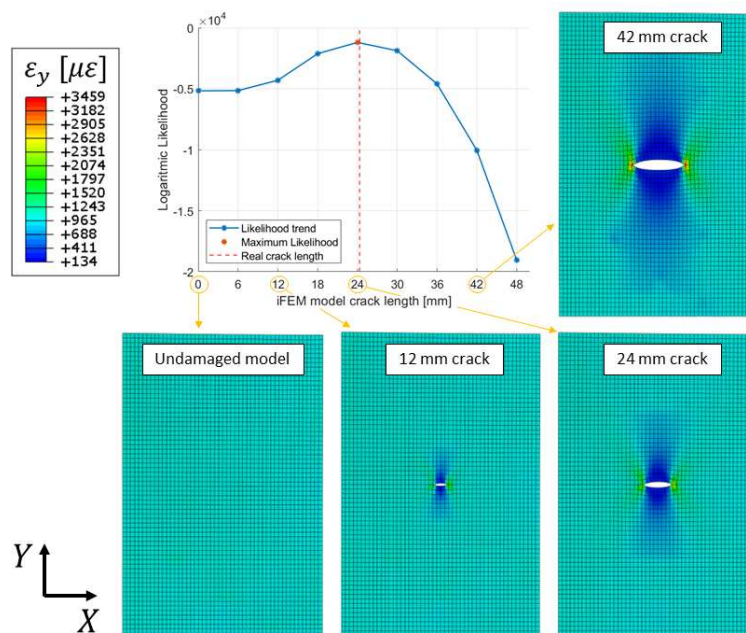 ε_y [με]
+3459
+3182
+2905
+2628
+2351
+2074
+1797
+1520
+1243
+965
+688
+411
+134
×10⁴
0
-0.5
-1
-1.5
-2
Logaritmic Likelihood
Likelihood trend
Maximum Likelihood
Real crack length
0 6 12 18 24 30 36 42 48
iFEM model crack length [mm]
42 mm crack
Undamaged model
12 mm crack
24 mm crack
Y
X